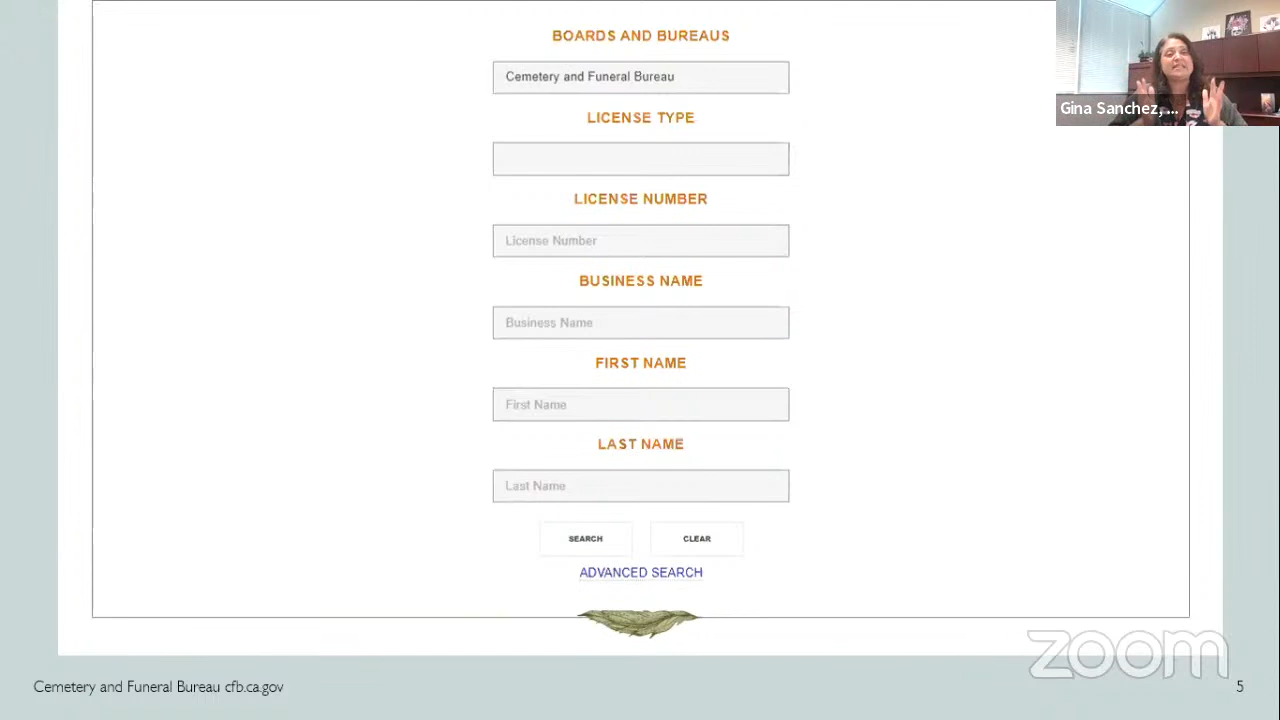 BOARDS AND BUREAUS
Cemetery and Funeral Bureau
LICENSE TYPE
LICENSE NUMBER
License Number
BUSINESS NAME
Business Name
FIRST NAME
First Name
LAST NAME
Last Name
SEARCH CLEAR
ADVANCED SEARCH
Gina Sanchez, ...
zoom
Cemetery and Funeral Bureau cfb.ca.gov
5